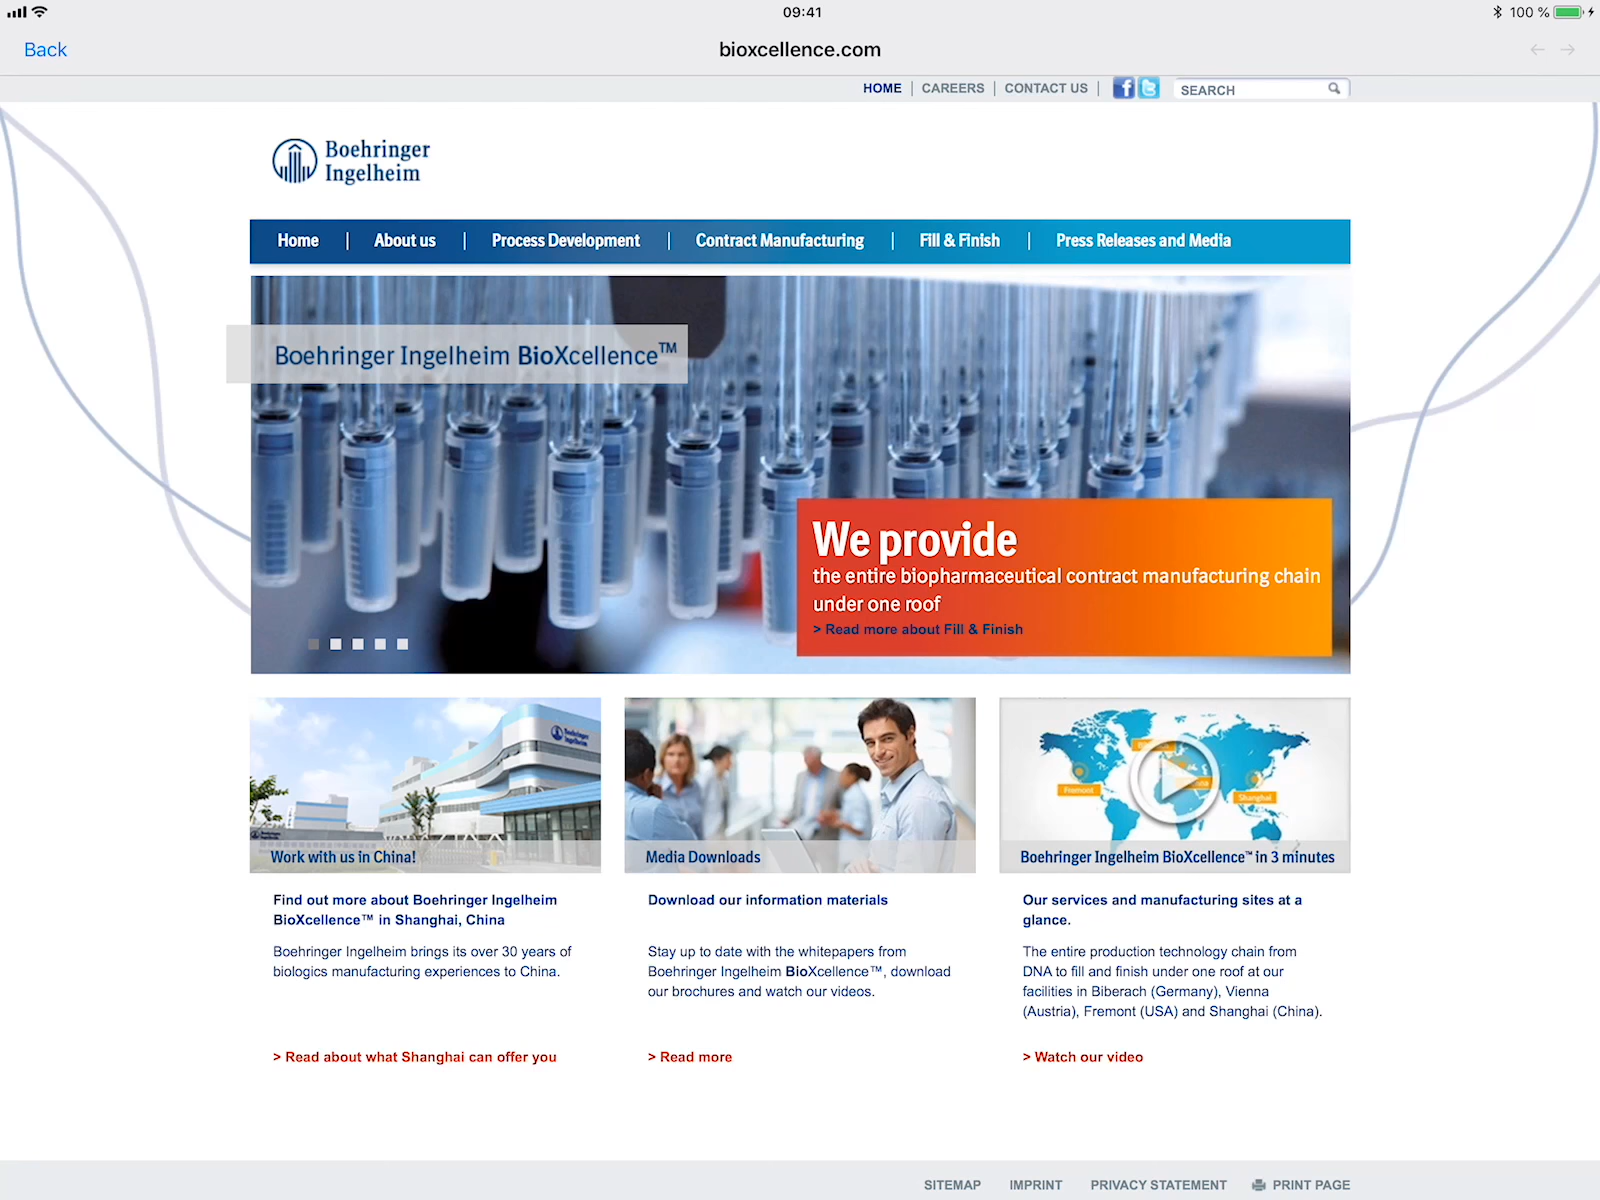 09:41
100 %
Back
bioxcellence.com
HOME | CAREERS | CONTACT US |
SEARCH
Boehringer
Ingelheim
Home | About us | Process Development | Contract Manufacturing | Fill & Finish | Press Releases and Media
Boehringer Ingelheim BioXcellence™
We provide
the entire biopharmaceutical contract manufacturing chain
under one roof
> Read more about Fill & Finish
Boehringer
Ingelheim
Work with us in China!
Media Downloads
Fremont
Shanghai
Boehringer Ingelheim BioXcellence™ in 3 minutes
Find out more about Boehringer Ingelheim
BioXcellence™ in Shanghai, China
Boehringer Ingelheim brings its over 30 years of
biologics manufacturing experiences to China.
> Read about what Shanghai can offer you
Download our information materials
Stay up to date with the whitepapers from
Boehringer Ingelheim BioXcellence™, download
our brochures and watch our videos.
> Read more
Our services and manufacturing sites at a
glance.
The entire production technology chain from
DNA to fill and finish under one roof at our
facilities in Biberach (Germany), Vienna
(Austria), Fremont (USA) and Shanghai (China).
> Watch our video
SITEMAP
IMPRINT
PRIVACY STATEMENT
PRINT PAGE